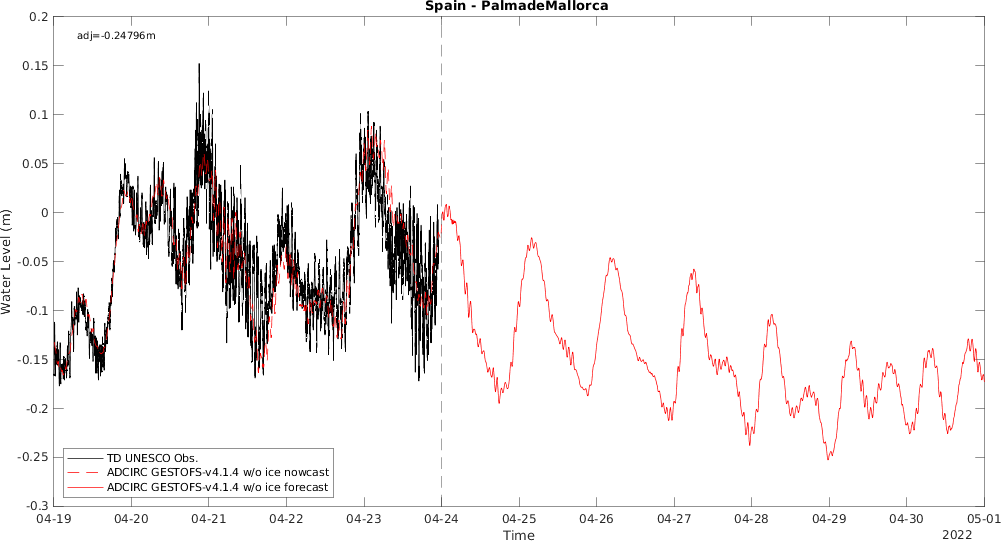 Spain - PalmadeMallorca
adj=-0.24796m
0.2
0.15
0.1
0.05
0
-0.05
-0.1
-0.15
-0.2
-0.25
-0.3
Water Level (m)
TD UNESCO Obs.
ADCIRC GESTOFS-v4.1.4 w/o ice nowcast
ADCIRC GESTOFS-v4.1.4 w/o ice forecast
04-19 04-20 04-21 04-22 04-23 04-24 04-25 04-26 04-27 04-28 04-29 04-30 05-01
Time
2022